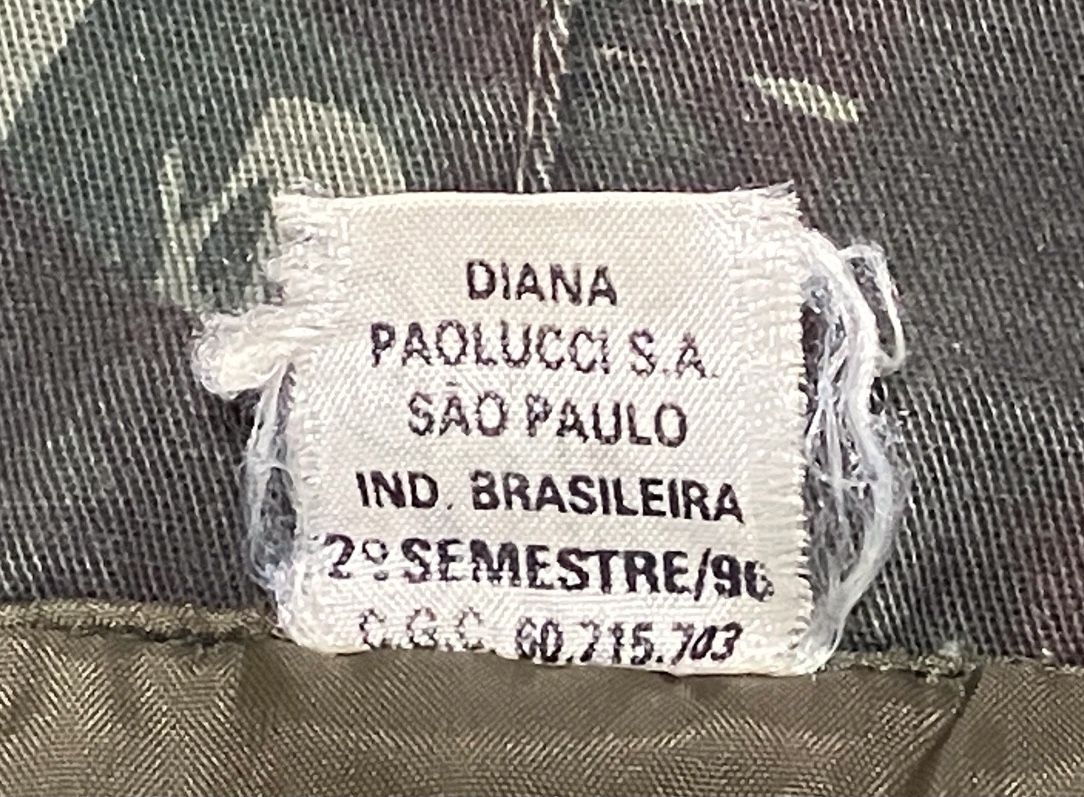 DIANA
PAOLUCCI S.A.
SÃO PAULO
IND. BRASILEIRA
2º SEMESTRE/96
C.G.C. 60.715.703